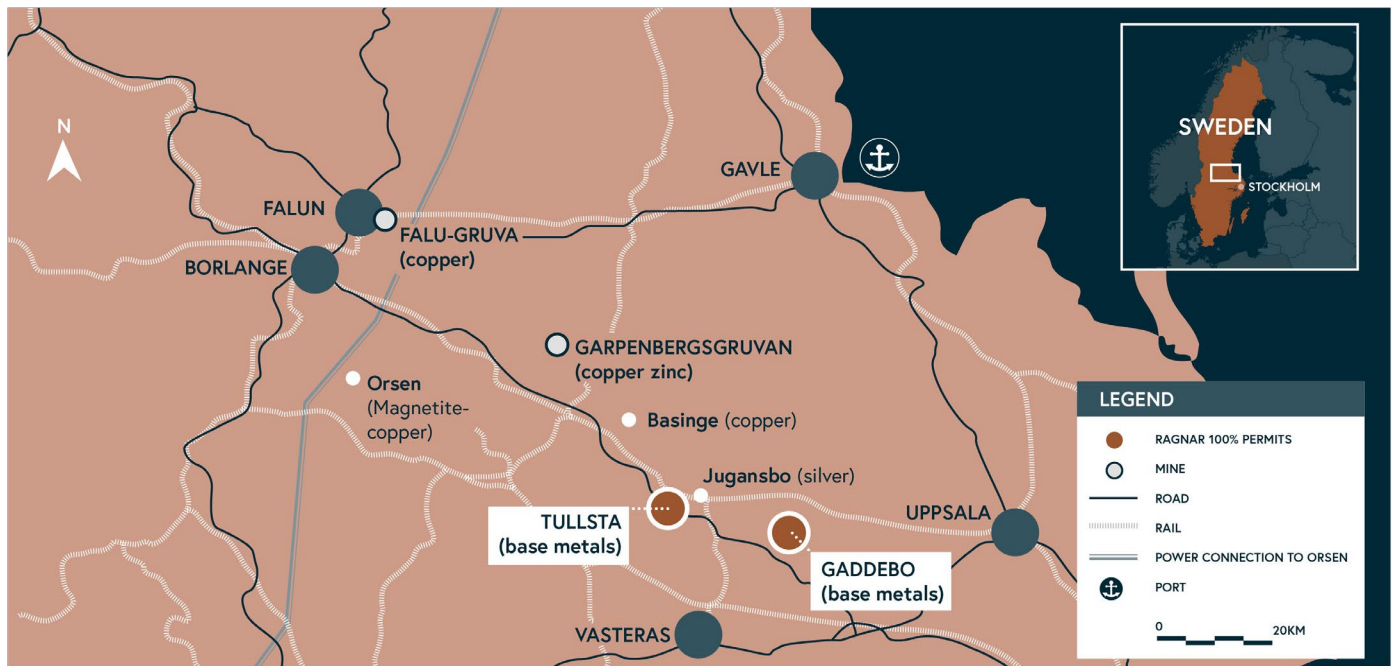 N
SWEDEN
STOCKHOLM
GAVLE
FALUN
FALU-GRUVA
(copper)
BORLANGE
GARPENBERGSGRUVAN
(copper zinc)
Orsen
(Magnetite-
copper)
Basinge (copper)
Jugansbo (silver)
TULLSTA
(base metals)
UPPSALA
GADDEBO
(base metals)
VASTERAS
LEGEND
RAGNAR 100% PERMITS
MINE
ROAD
RAIL
POWER CONNECTION TO ORSEN
PORT
0 20KM